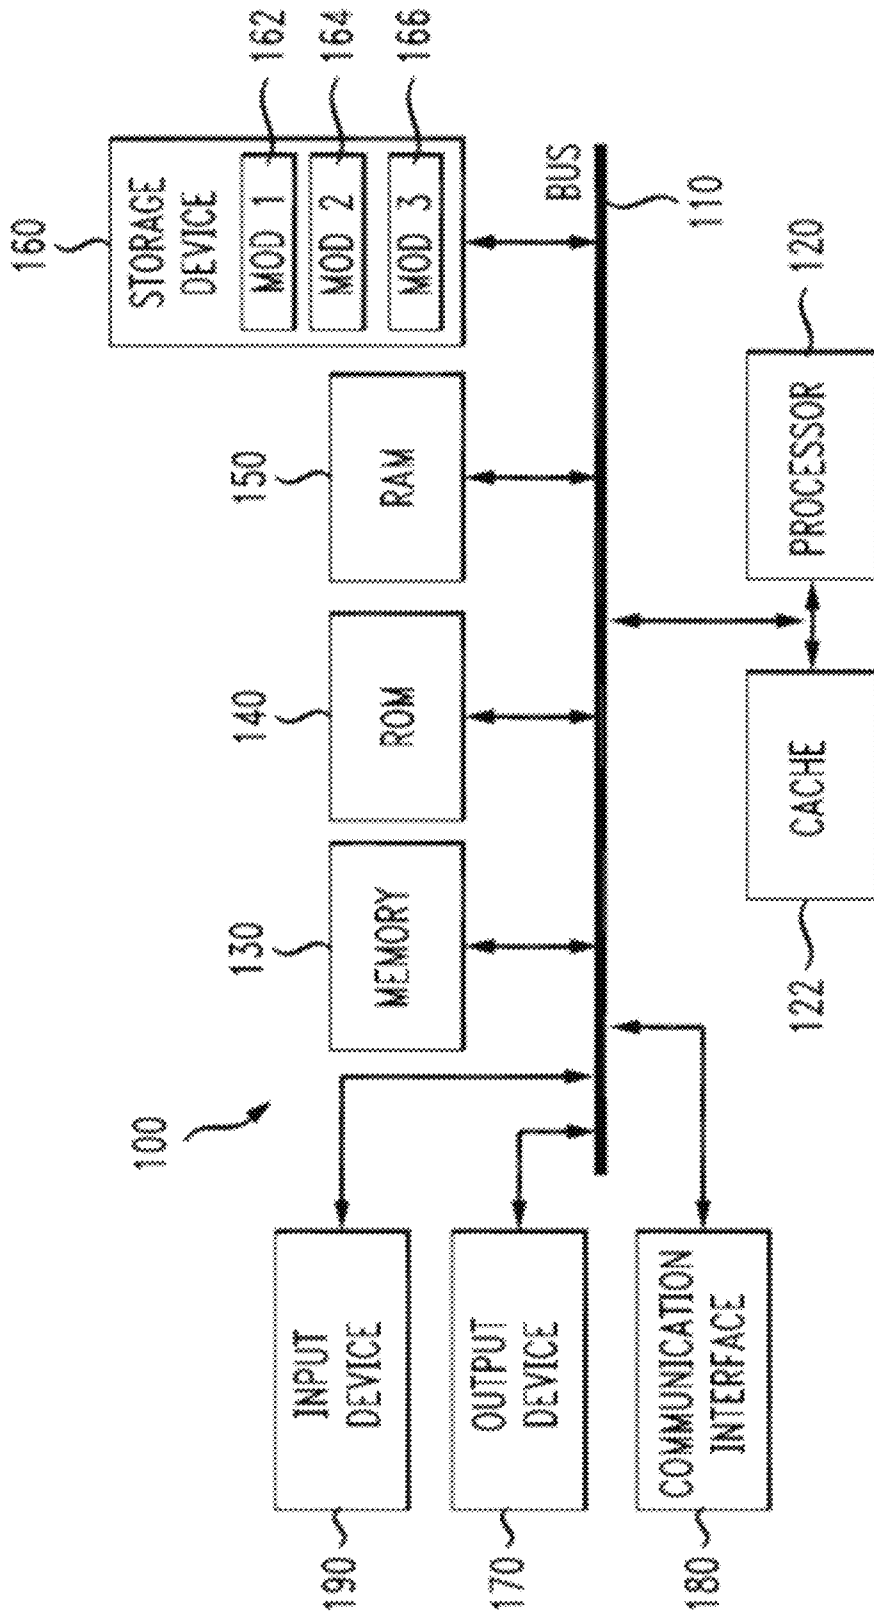 160
STORAGE
DEVICE
MOD 1
162
MOD 2
164
MOD 3
166
150
RAM
140
ROM
130
MEMORY
100
BUS
110
190
INPUT
DEVICE
170
OUTPUT
DEVICE
180
COMMUNICATION
INTERFACE
122
CACHE
PROCESSOR
120